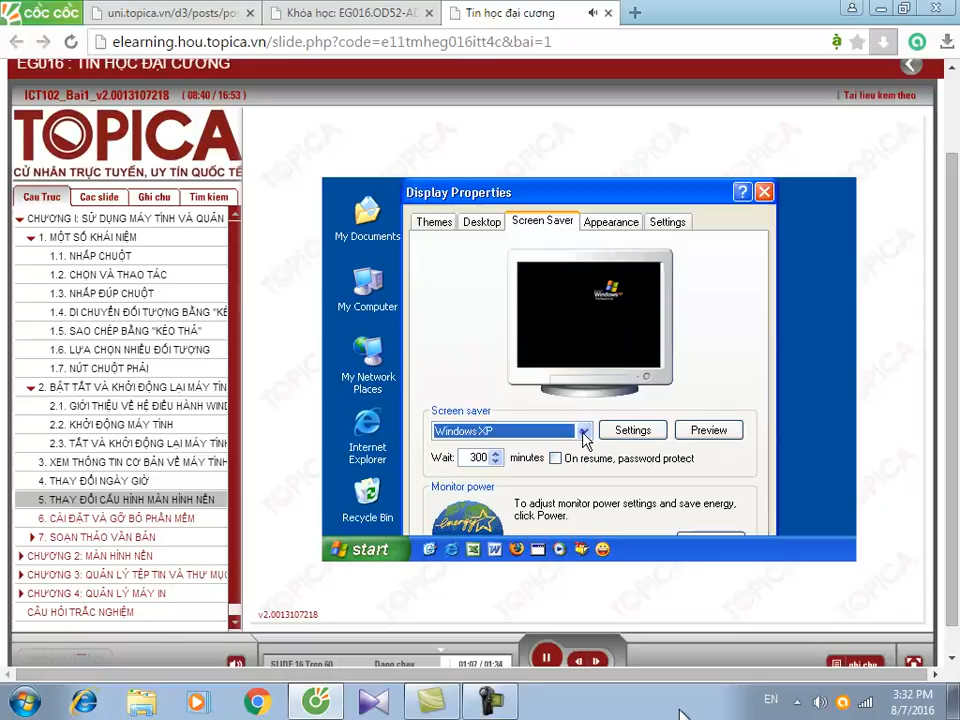 CỐC CỐC
uni.topica.vn/d3/posts/po
Khóa học: EG016.OD52-AD
Tin học đại cương
elearning.hou.topica.vn/slide.php?code=e11tmheg016itt4c&bai=1
EG016 : TIN HỌC ĐẠI CƯƠNG
ICT102_Bai1_v2.0013107218 ( 08:40 / 16:53 )
Tai lieu kem theo
TOPICA
CỬ NHÂN TRỰC TUYẾN, UY TÍN QUỐC TẾ
Cau Truc
Cac slide
Ghi chu
Tim kiem
CHƯƠNG I: SỬ DỤNG MÁY TÍNH VÀ QUẢN
1. MỘT SỐ KHÁI NIỆM
1.1. NHẤP CHUỘT
1.2. CHỌN VÀ THAO TÁC
1.3. NHẤP ĐÚP CHUỘT
1.4. DI CHUYỂN ĐỐI TƯỢNG BẰNG "KÉ
1.5. SAO CHÉP BẰNG "KÉO THẢ"
1.6. LỰA CHỌN NHIỀU ĐỐI TƯỢNG
1.7. NÚT CHUỘT PHẢI
2. BẬT TẮT VÀ KHỞI ĐỘNG LẠI MÁY TÍN
2.1. GIỚI THIỆU VỀ HỆ ĐIỀU HÀNH WIN
2.2. KHỞI ĐỘNG MÁY TÍNH
2.3. TẮT VÀ KHỞI ĐỘNG LẠI MÁY TÍNH
3. XEM THÔNG TIN CƠ BẢN VỀ MÁY TÍNH
4. THAY ĐỔI NGÀY GIỜ
5. THAY ĐỔI CẤU HÌNH MÀN HÌNH NỀN
6. CÀI ĐẶT VÀ GỠ BỎ PHẦN MỀM
7. SOẠN THẢO VĂN BẢN
CHƯƠNG 2: MÀN HÌNH NỀN
CHƯƠNG 3: QUẢN LÝ TỆP TIN VÀ THƯ MỤC
CHƯƠNG 4: QUẢN LÝ MÁY IN
CÂU HỎI TRẮC NGHIỆM
Display Properties
Themes
Desktop
Screen Saver
Appearance
Settings
My Documents
My Computer
My Network
Places
Internet
Explorer
Recycle Bin
Windows
Screen saver
Windows XP
Settings
Preview
Wait: 300 minutes
On resume, password protect
Monitor power
To adjust monitor power settings and save energy,
click Power.
energy
start
v2.0013107218
SLIDE 16 Tren 60
Dang chay
01:07 / 01:34
ghi chu
EN
3:32 PM
8/7/2016